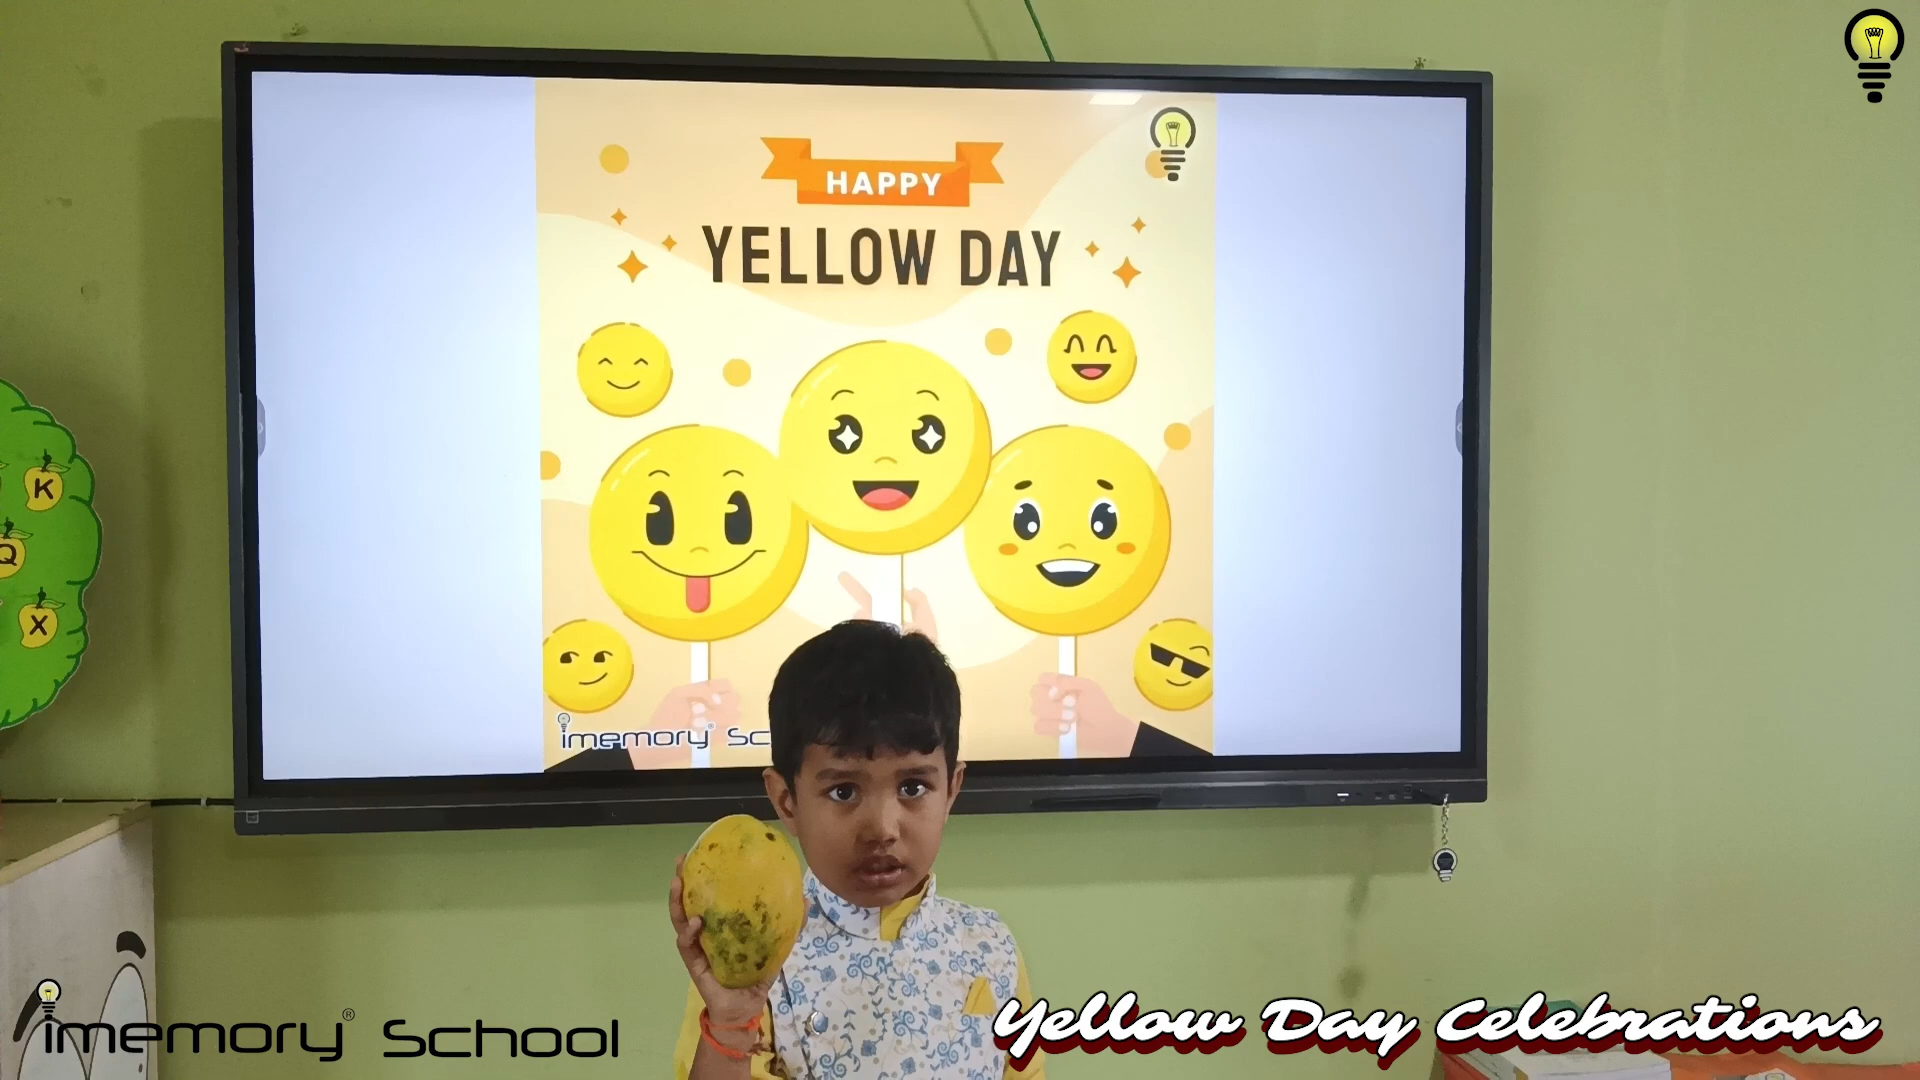 HAPPY
YELLOW DAY
K
Q
X
imemory® Sc
imemory® School
Yellow Day Celebrations